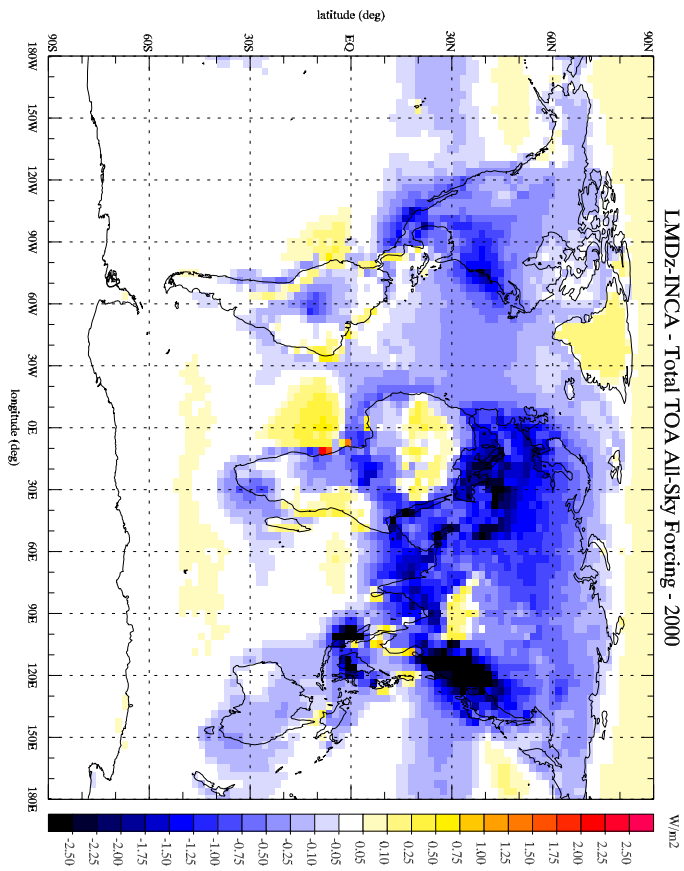 LMDz-INCA - Total TOA All-Sky Forcing - 2000
latitude (deg)
90S 60S 30S EQ 30N 60N 90N
longitude (deg)
180W 150W 120W 90W 60W 30W 0E 30E 60E 90E 120E 150E 180E
W/m2
-2.50 -2.25 -2.00 -1.75 -1.50 -1.25 -1.00 -0.75 -0.50 -0.25 -0.10 -0.05 0.05 0.10 0.25 0.50 0.75 1.00 1.25 1.50 1.75 2.00 2.25 2.50